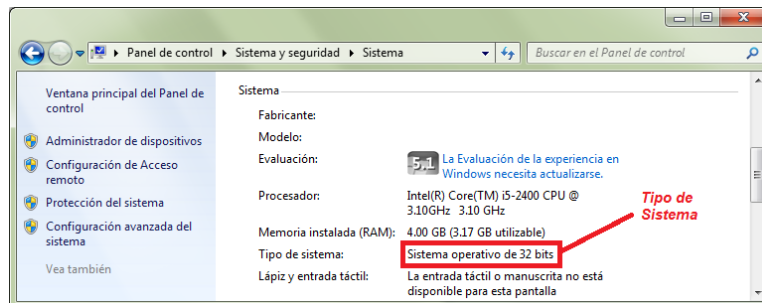 Panel de control ▸ Sistema y seguridad ▸ Sistema
Buscar en el Panel de control
Ventana principal del Panel de
control
Administrador de dispositivos
Configuración de Acceso
remoto
Protección del sistema
Configuración avanzada del
sistema
Vea también
Sistema
Fabricante:
Modelo:
Evaluación:
5,1
La Evaluación de la experiencia en
Windows necesita actualizarse.
Procesador:
Intel(R) Core(TM) i5-2400 CPU @
3.10GHz 3.10 GHz
Memoria instalada (RAM): 4.00 GB (3.17 GB utilizable)
Tipo de sistema: Sistema operativo de 32 bits
Lápiz y entrada táctil: La entrada táctil o manuscrita no está
disponible para esta pantalla
Tipo de
Sistema